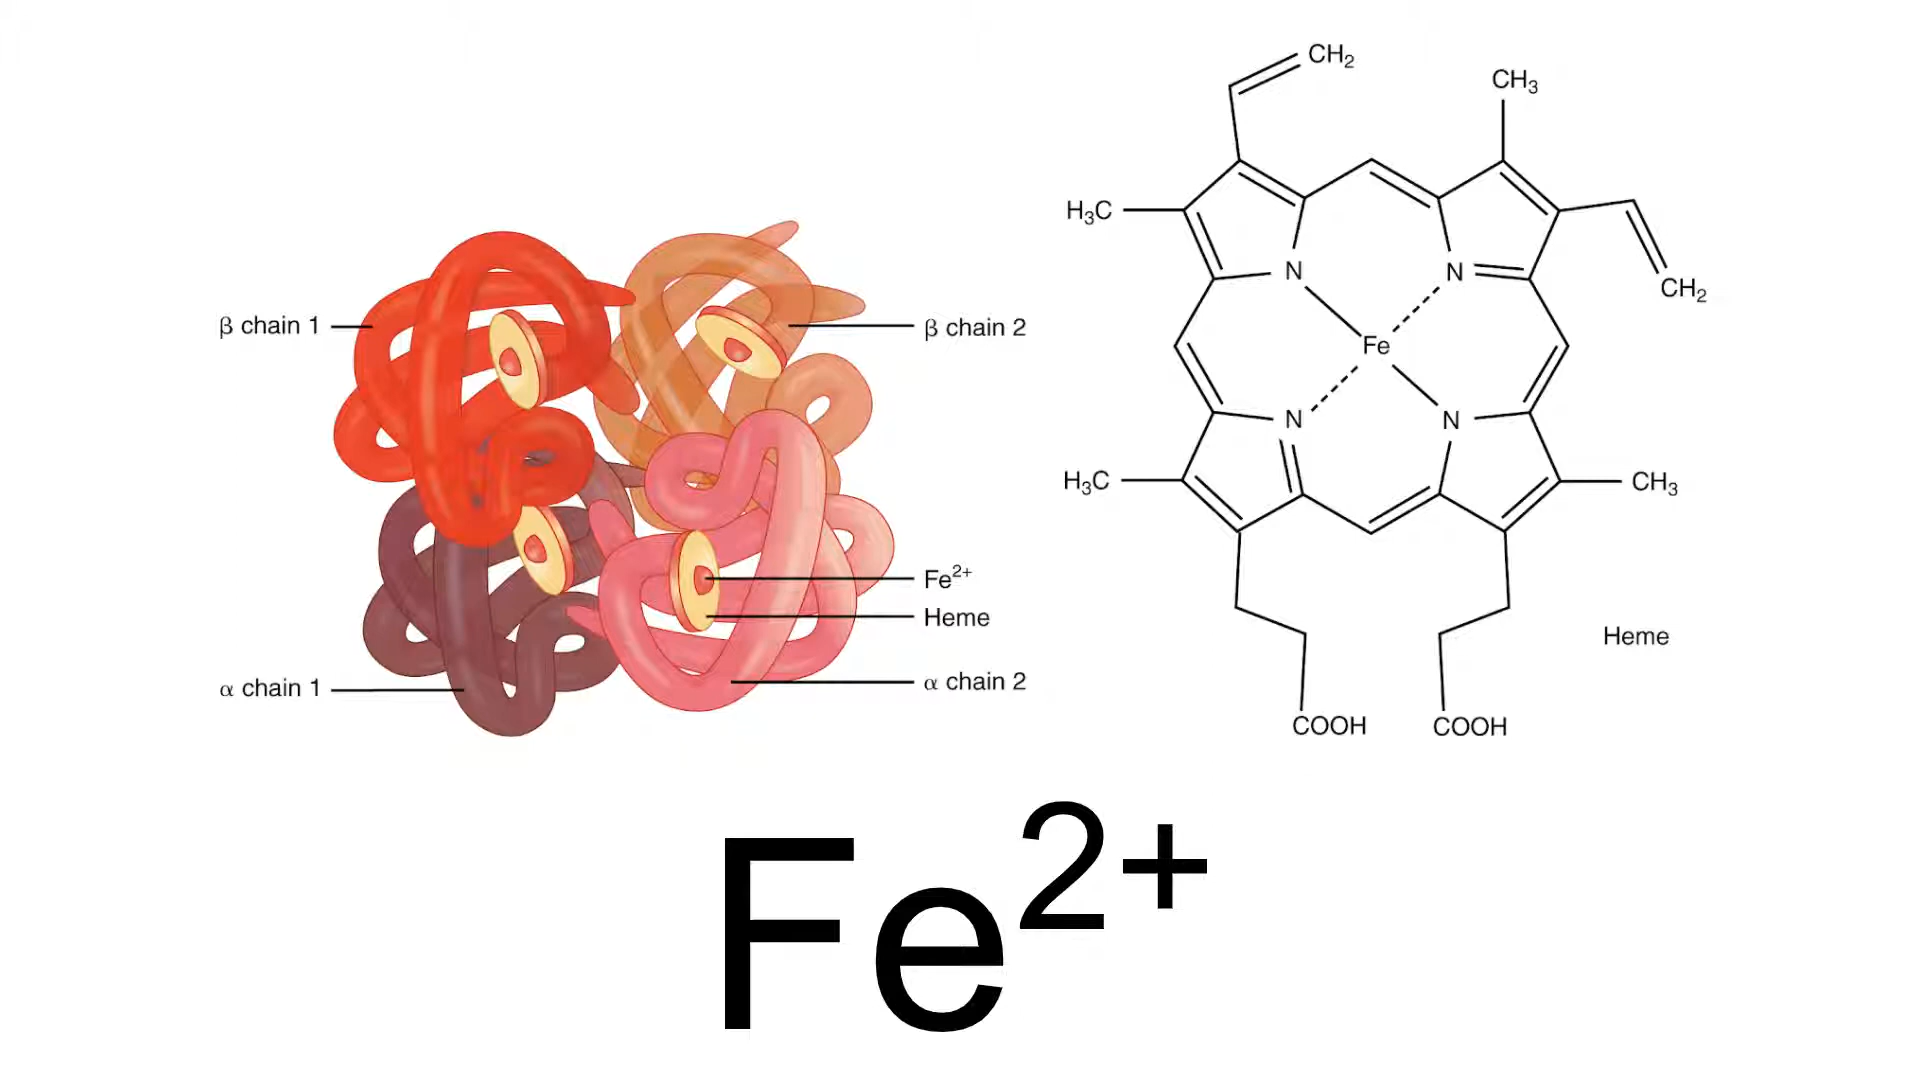 β chain 1
β chain 2
Fe²⁺
Heme
α chain 1
α chain 2
CH₂
CH₃
H₃C
N
N
CH₂
Fe
N
N
H₃C
CH₃
Heme
COOH
COOH
Fe²⁺